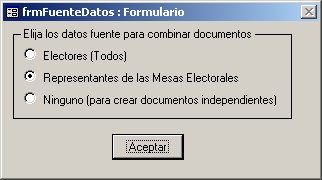 frmFuenteDatos : Formulario
Elija los datos fuente para combinar documentos
Electores (Todos)
Representantes de las Mesas Electorales
Ninguno (para crear documentos independientes)
Aceptar